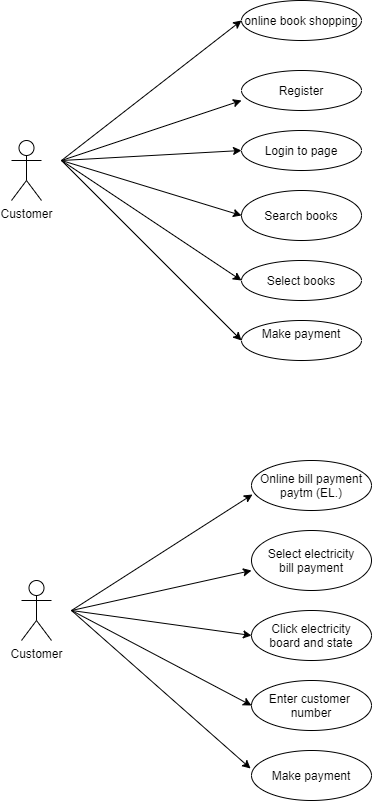 online book shopping
Register
Login to page
Customer
Search books
Select books
Make payment
Online bill payment
paytm (EL.)
Select electricity
bill payment
Click electricity
board and state
Customer
Enter customer
number
Make payment